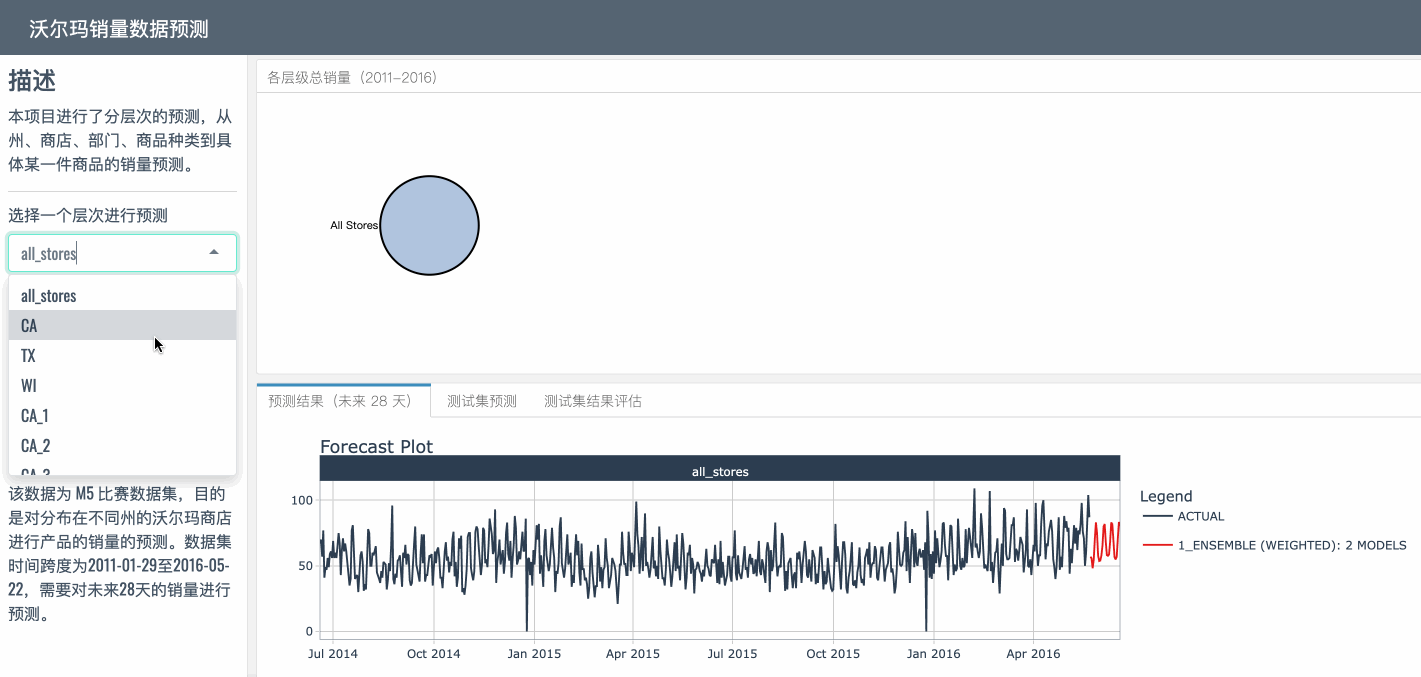 沃尔玛销量数据预测
描述
本项目进行了分层次的预测，从
州、商店、部门、商品种类到具
体某一件商品的销量预测。
选择一个层次进行预测
all_stores
all_stores
CA
TX
WI
CA_1
CA_2
CA_3
该数据为 M5 比赛数据集，目的
是对分布在不同州的沃尔玛商店
进行产品的销量的预测。数据集
时间跨度为2011-01-29至2016-05-
22，需要对未来28天的销量进行
预测。
各层级总销量（2011-2016）
All Stores
预测结果（未来 28 天） 测试集预测 测试集结果评估
Forecast Plot
all_stores
100
50
0
Jul 2014 Oct 2014 Jan 2015 Apr 2015 Jul 2015 Oct 2015 Jan 2016 Apr 2016
Legend
ACTUAL
1_ENSEMBLE (WEIGHTED): 2 MODELS